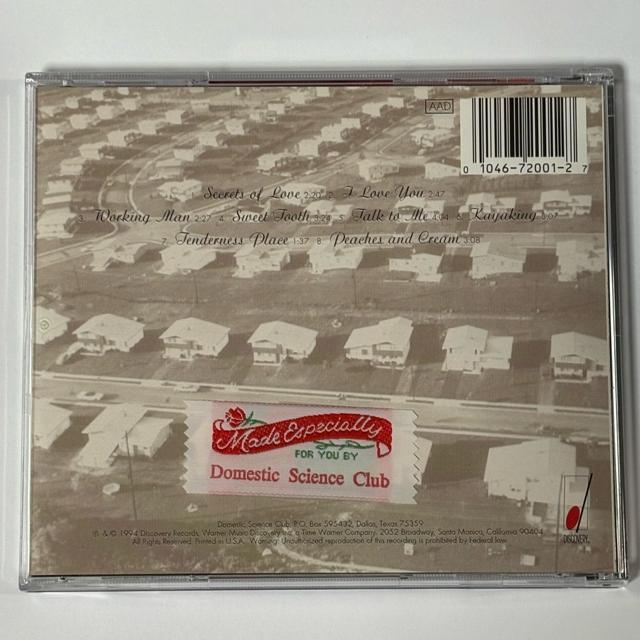 AAD
0 1046-72001-2 7
1. Secrets of Love 2:20 2. I Love You 2:47
3. Working Man 2:27 4. Sweet Tooth 3:24 5. Talk to Me 4:04 6. Kayaking 3:07
7. Tenderness Place 1:37 8. Peaches and Cream 3:08
Made Especially
FOR YOU BY
Domestic Science Club
DISCOVERY
Domestic Science Club, P.O. Box 595432, Dallas, Texas 75359
℗ & © 1994 Discovery Records, Warner Music Discovery Inc. a Time Warner Company. 2052 Broadway, Santa Monica, California 90404
All Rights Reserved. Printed in U.S.A. Warning: Unauthorized reproduction of this recording is prohibited by Federal law.